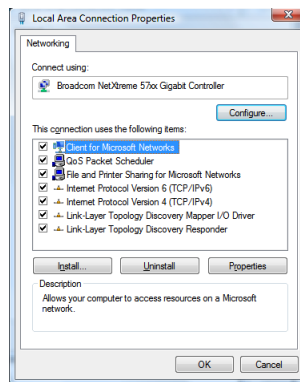 Local Area Connection Properties
Networking
Connect using:
Broadcom NetXtreme 57xx Gigabit Controller
Configure...
This connection uses the following items:
Client for Microsoft Networks
QoS Packet Scheduler
File and Printer Sharing for Microsoft Networks
Internet Protocol Version 6 (TCP/IPv6)
Internet Protocol Version 4 (TCP/IPv4)
Link-Layer Topology Discovery Mapper I/O Driver
Link-Layer Topology Discovery Responder
Install... Uninstall Properties
Description
Allows your computer to access resources on a Microsoft
network.
OK Cancel